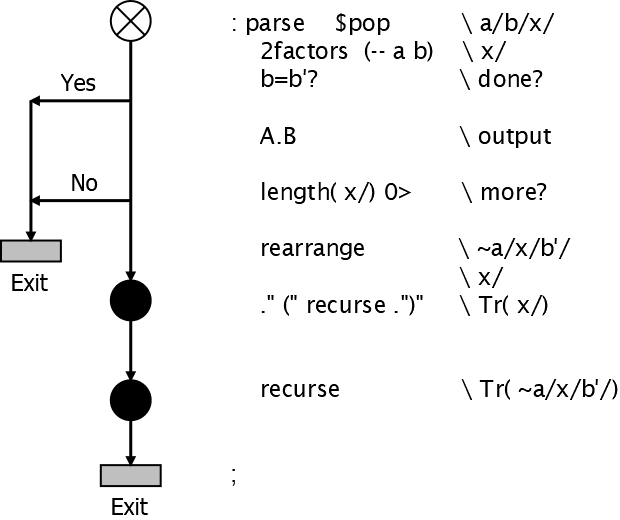 : parse $pop \ a/b/x/
2factors (-- a b) \ x/
b=b'? \ done?
Yes
A.B \ output
No
length( x/) 0> \ more?
rearrange \ ~a/x/b'/
\ x/
Exit
." (" recurse .")" \ Tr( x/)
recurse \ Tr( ~a/x/b'/)
;
Exit